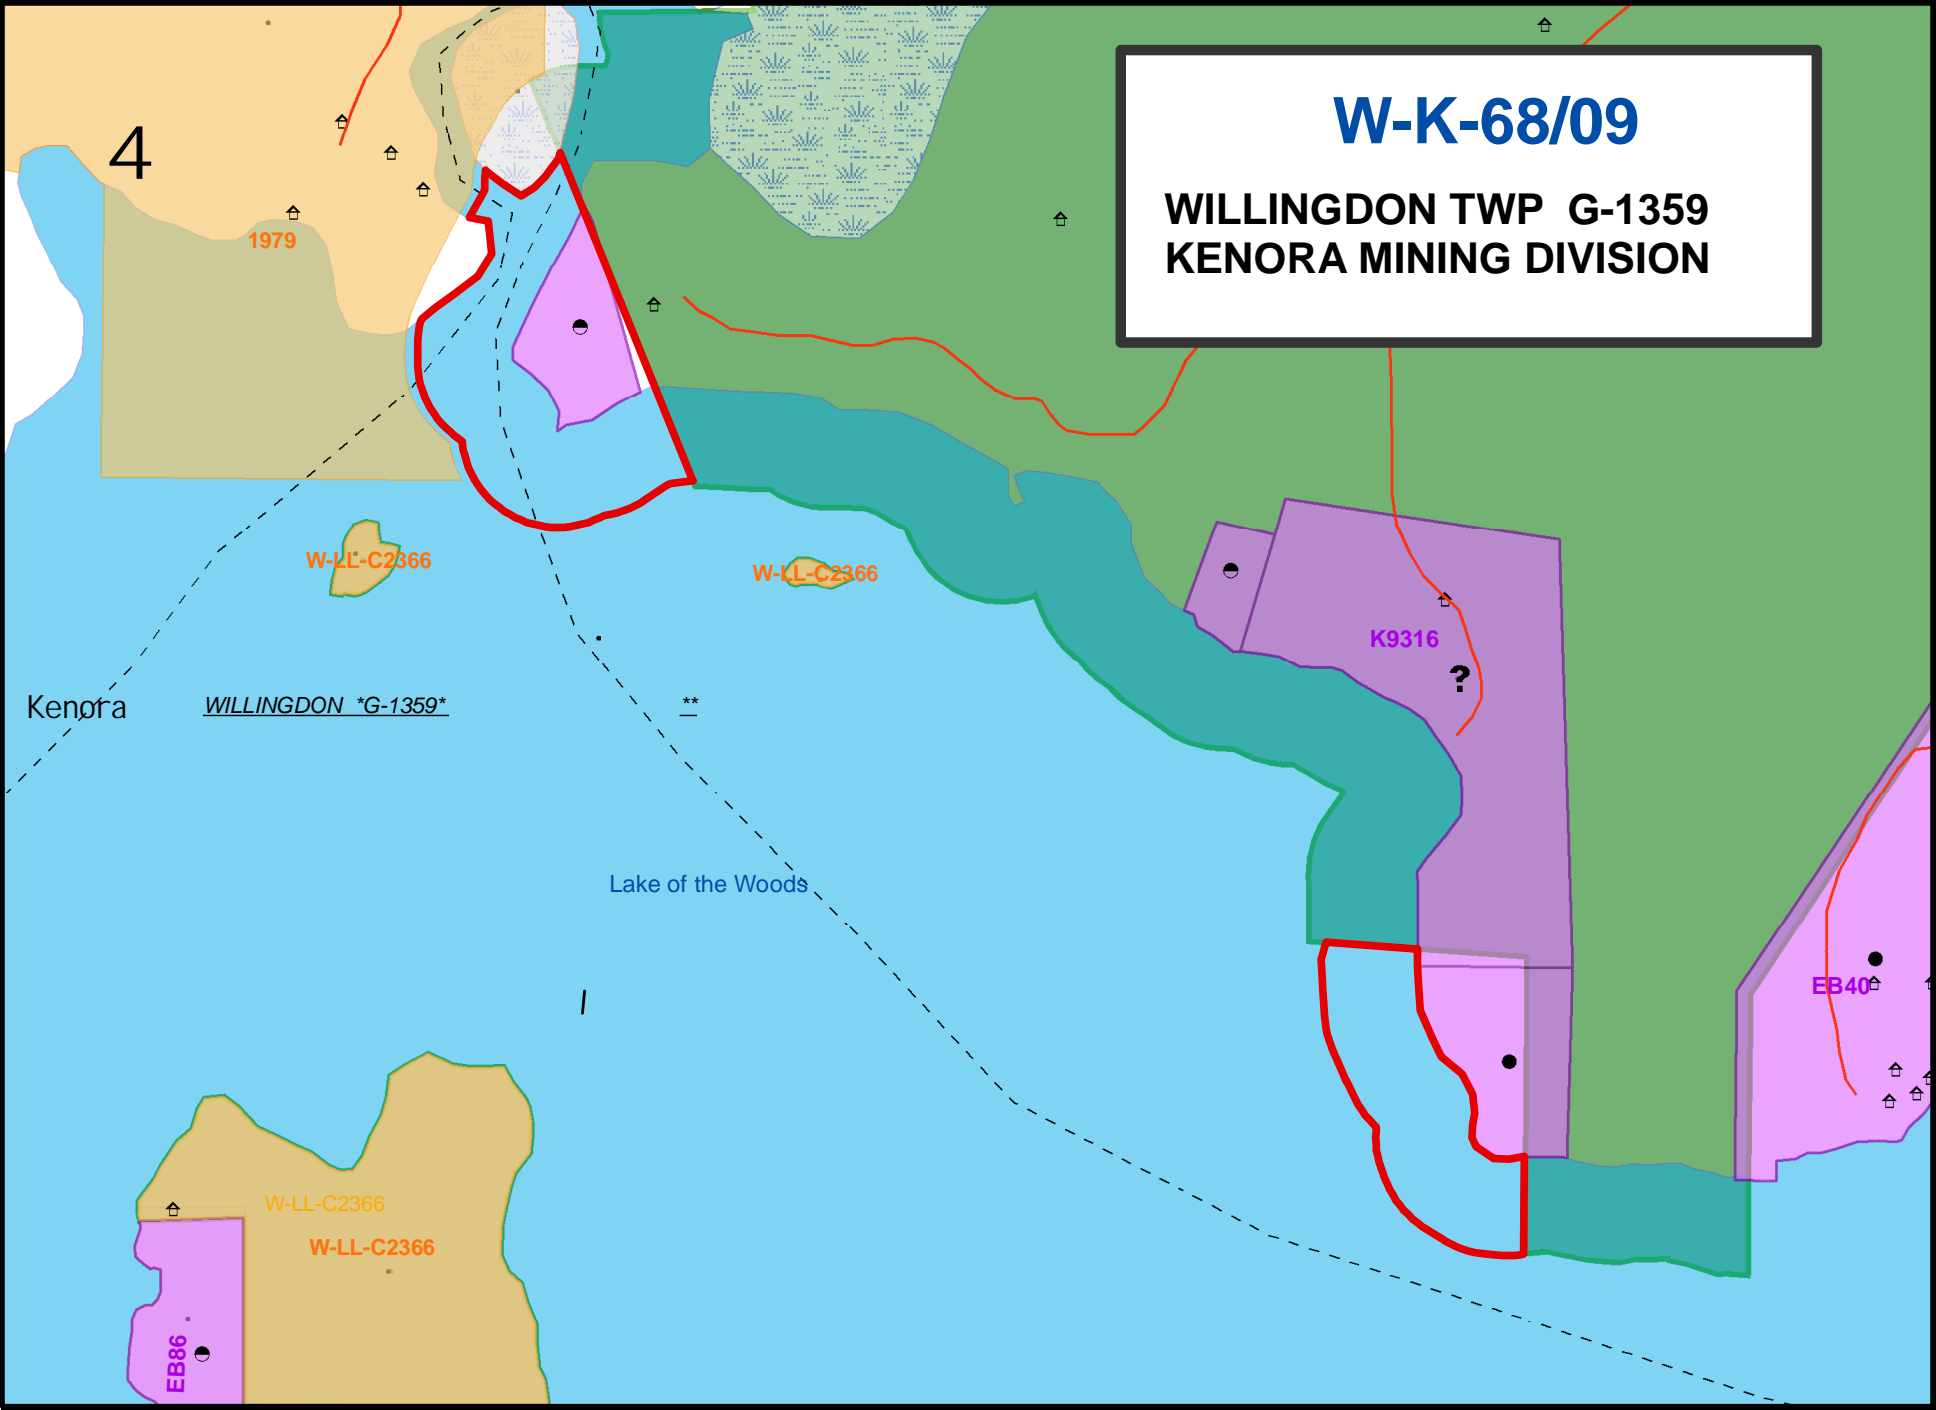 W-K-68/09
WILLINGDON TWP G-1359
KENORA MINING DIVISION
4
1979
W-LL-C2366
W-LL-C2366
K9316
?
Kenora
WILLINGDON *G-1359*
**
Lake of the Woods
EB40
W-LL-C2366
W-LL-C2366
EB86